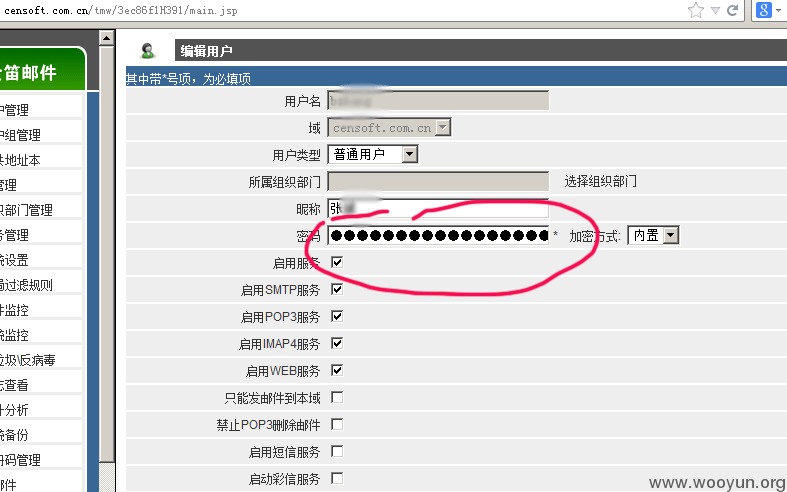 censoft.com.cn/tmw/3ec86f1M391/main.jsp
笛邮件
编辑用户
其中带*号项，为必填项
户管理
户组管理
共地址本
管理
织部门管理
务管理
统设置
局过滤规则
件监控
统监控
垃圾\反病毒
志查看
计分析
统备份
册码管理
邮件
用户名
域 censoft.com.cn
用户类型 普通用户
所属组织部门 选择组织部门
昵称 张
密码 * 加密方式: 内置
启用服务
启用SMTP服务
启用POP3服务
启用IMAP4服务
启用WEB服务
只能发邮件到本域
禁止POP3删除邮件
启用短信服务
启动彩信服务
www.wooyun.org